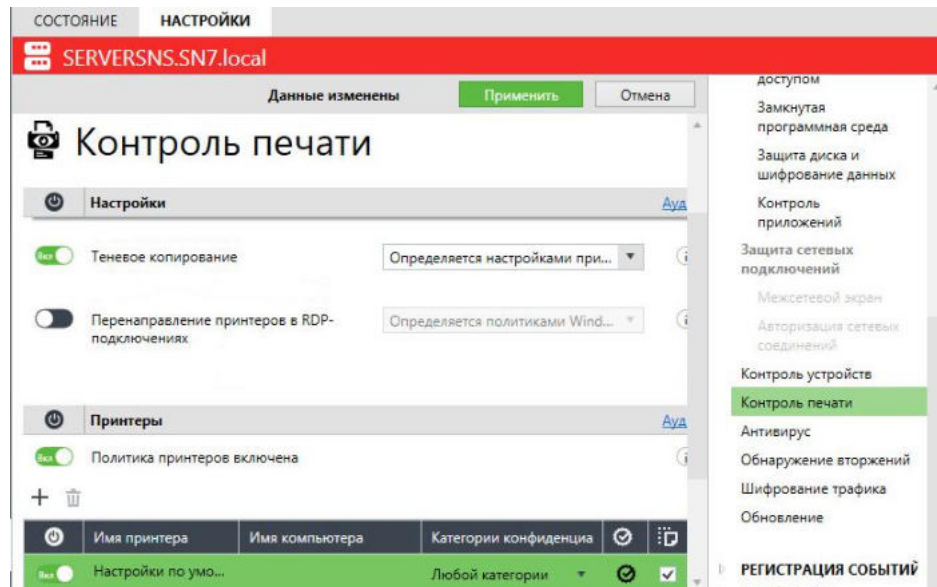 СОСТОЯНИЕ НАСТРОЙКИ
SERVERSNS.SN7.local
Данные изменены Применить Отмена
Контроль печати
Настройки Ауд
Вкл Теневое копирование Определяется настройками при...
Перенаправление принтеров в RDP-
подключениях
Определяется политиками Wind...
Принтеры Ауд
Вкл Политика принтеров включена
Имя принтера Имя компьютера Категории конфиденциа
Вкл Настройки по умо... Любой категории
доступом
Замкнутая
программная среда
Защита диска и
шифрование данных
Контроль
приложений
Защита сетевых
подключений
Межсетевой экран
Авторизация сетевых
соединений
Контроль устройств
Контроль печати
Антивирус
Обнаружение вторжений
Шифрование трафика
Обновление
РЕГИСТРАЦИЯ СОБЫТИЙ